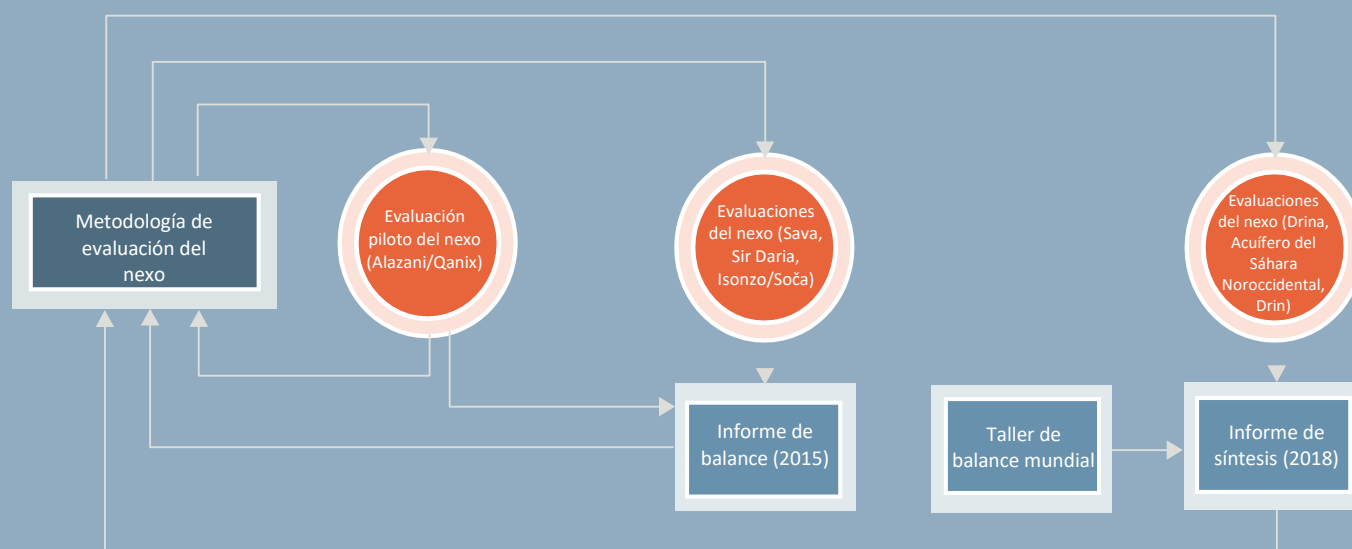 Metodología de
evaluación del
nexo
Evaluación
piloto del nexo
(Alazani/Qanix)
Evaluaciones
del nexo (Sava,
Sir Daria,
Isonzo/Soča)
Evaluaciones
del nexo (Drina,
Acuífero del
Sáhara
Noroccidental,
Drin)
Informe de
balance (2015)
Taller de
balance mundial
Informe de
síntesis (2018)